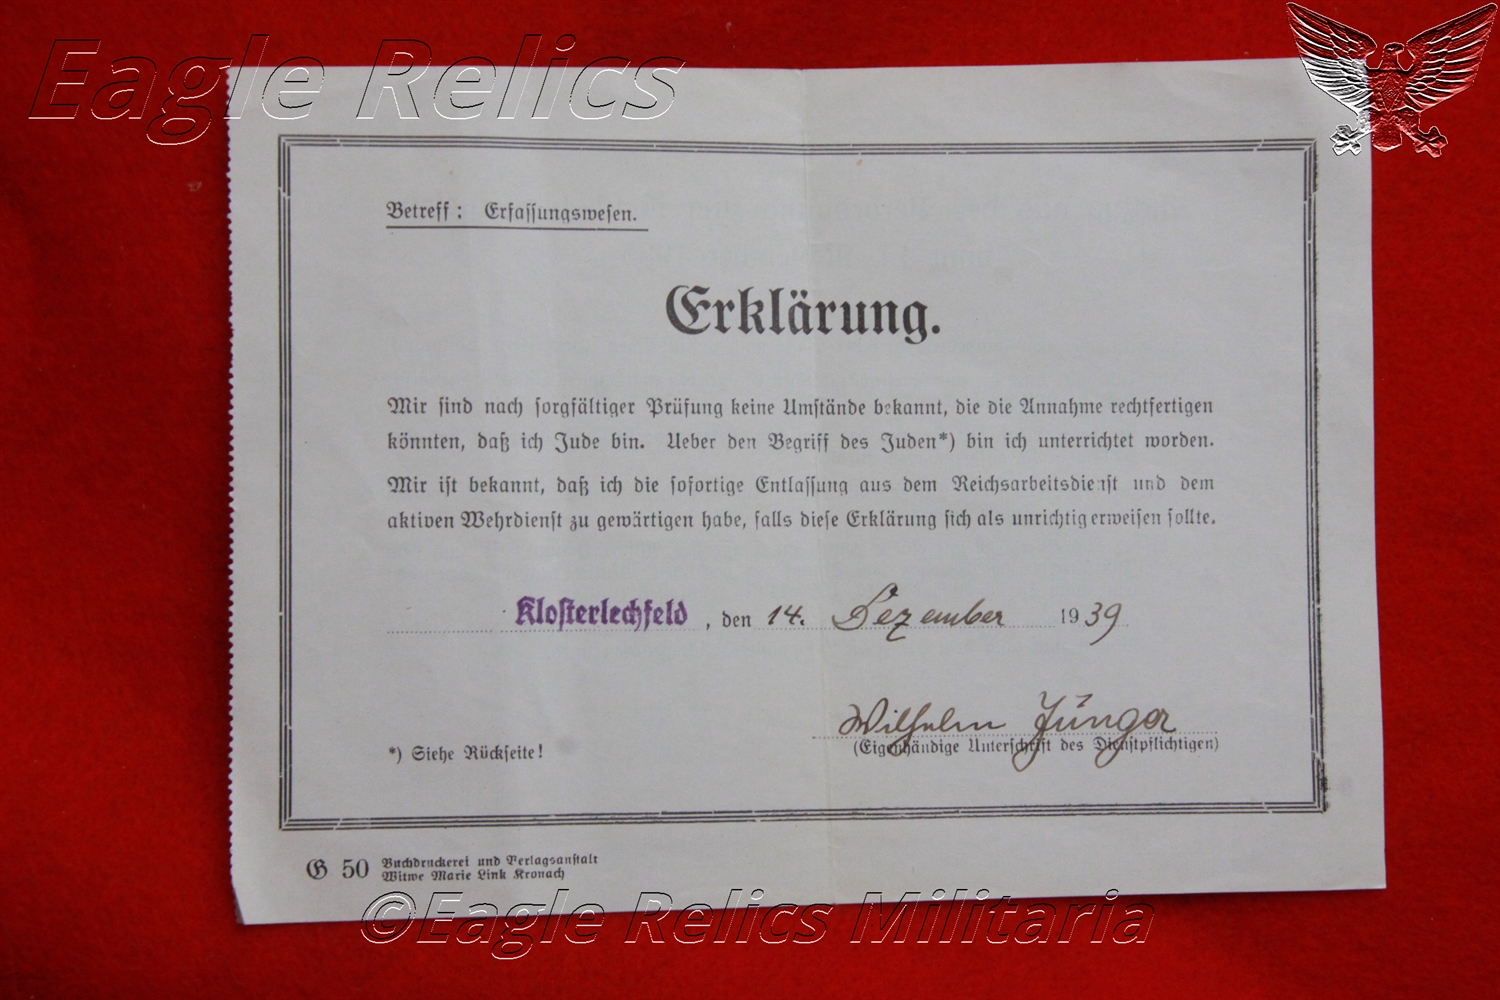 Eagle Relics
Betreff: Erfassungswesen.
Erklärung.
Mir sind nach sorgfältiger Prüfung keine Umstände bekannt, die die Annahme rechtfertigen
könnten, daß ich Jude bin. Ueber den Begriff des Juden*) bin ich unterrichtet worden.
Mir ist bekannt, daß ich die sofortige Entlassung aus dem Reichsarbeitsdienst und dem
aktiven Wehrdienst zu gewärtigen habe, falls diese Erklärung sich als unrichtig erweisen sollte.
Klosterlechfeld, den 14. Dezember 1939
Wilhelm Jünger
*) Siehe Rückseite!
(Eigenhändige Unterschrift des Dienstpflichtigen)
G 50 Buchdruckerei und Verlagsanstalt
Witwe Marie Link Kronach
©Eagle Relics Militaria